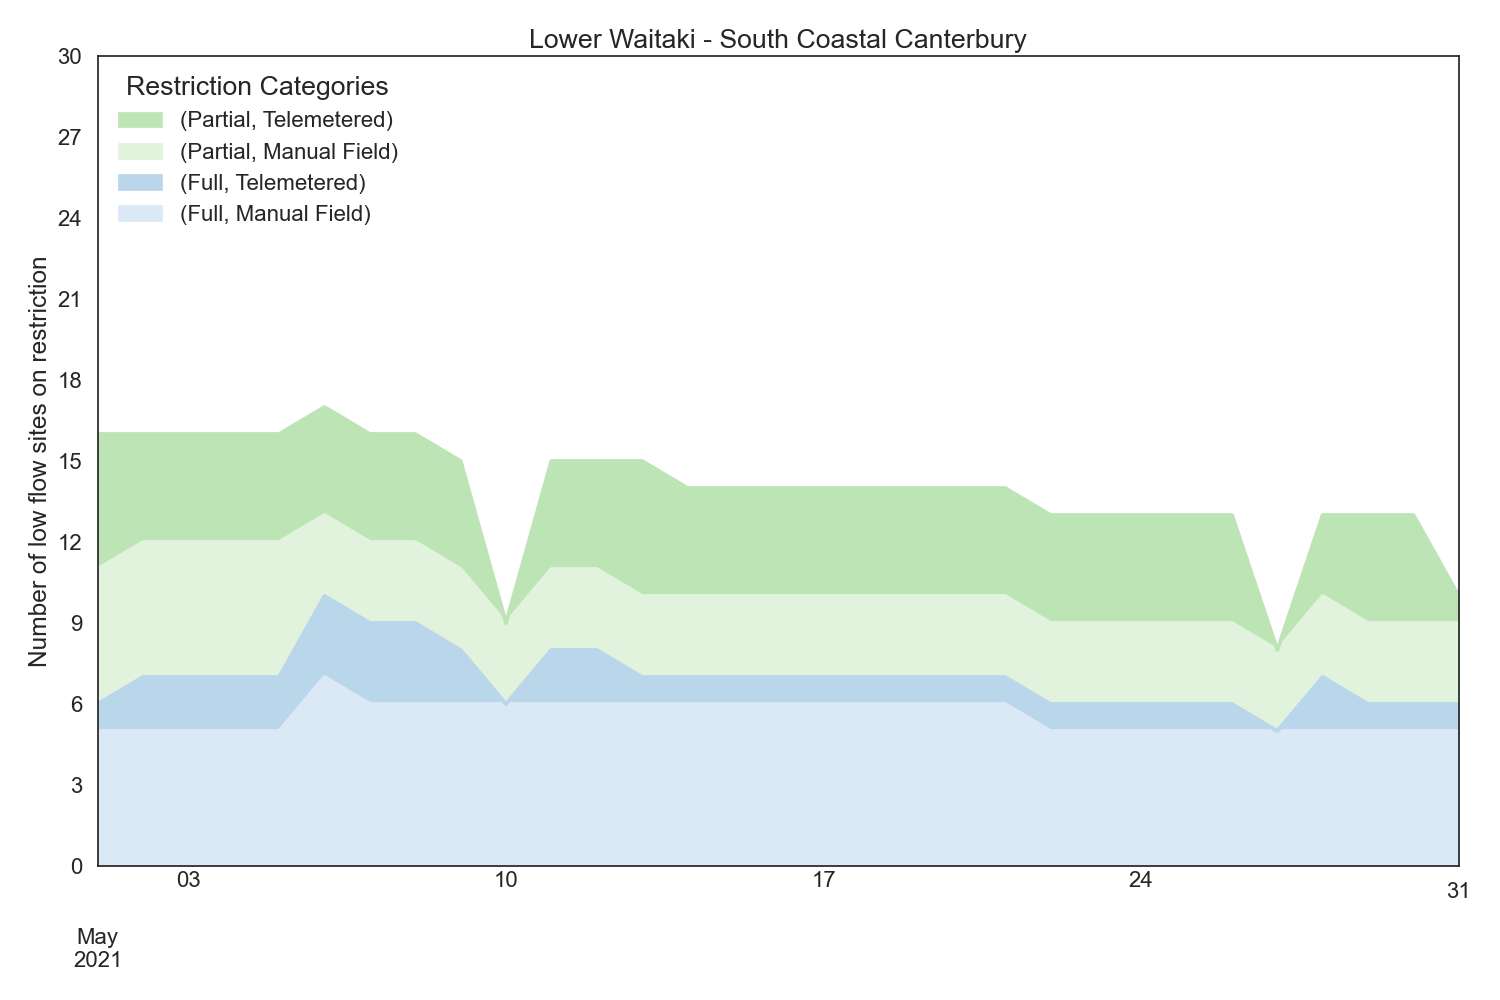 Lower Waitaki - South Coastal Canterbury
Number of low flow sites on restriction
30
27
24
21
18
15
12
9
6
3
0
Restriction Categories
(Partial, Telemetered)
(Partial, Manual Field)
(Full, Telemetered)
(Full, Manual Field)
03
10
17
24
31
May
2021